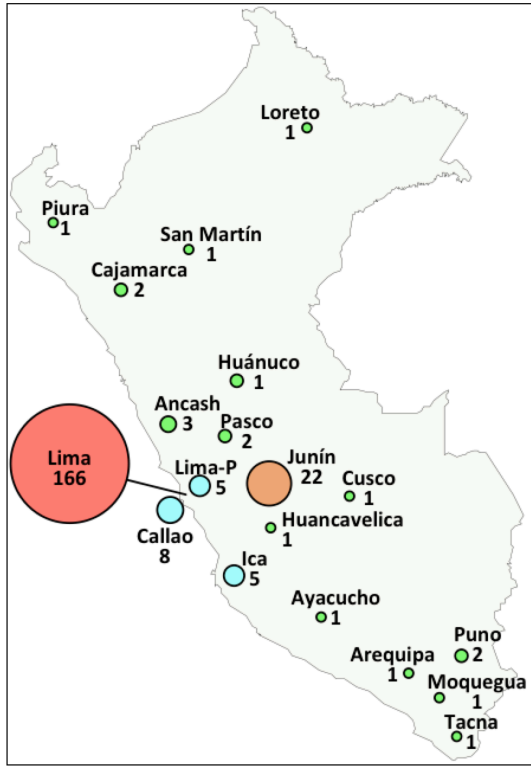 Loreto
1
Piura
1
San Martín
1
Cajamarca
2
Huánuco
1
Ancash
3
Pasco
2
Lima
166
Lima-P
5
Junín
22
Cusco
1
Callao
8
Huancavelica
1
Ica
5
Ayacucho
1
Puno
2
Arequipa
1
Moquegua
1
Tacna
1